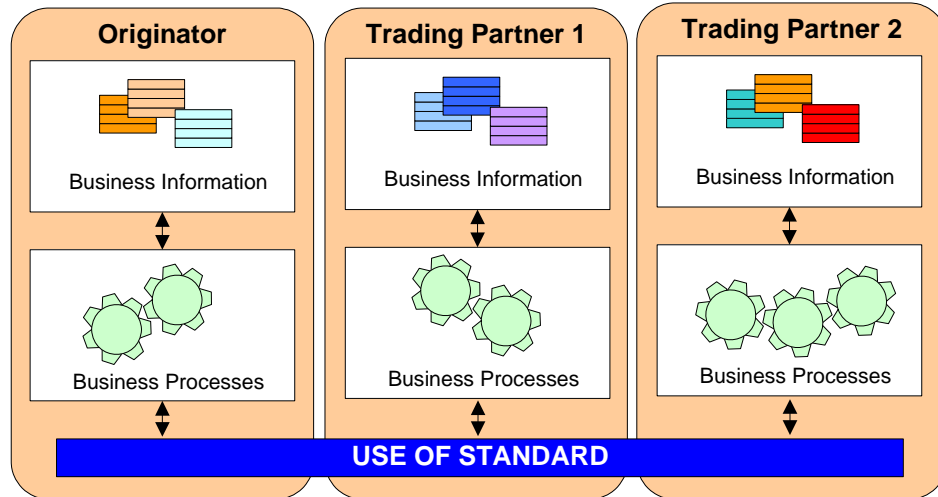 Originator
Business Information
Business Processes
Trading Partner 1
Business Information
Business Processes
Trading Partner 2
Business Information
Business Processes
USE OF STANDARD